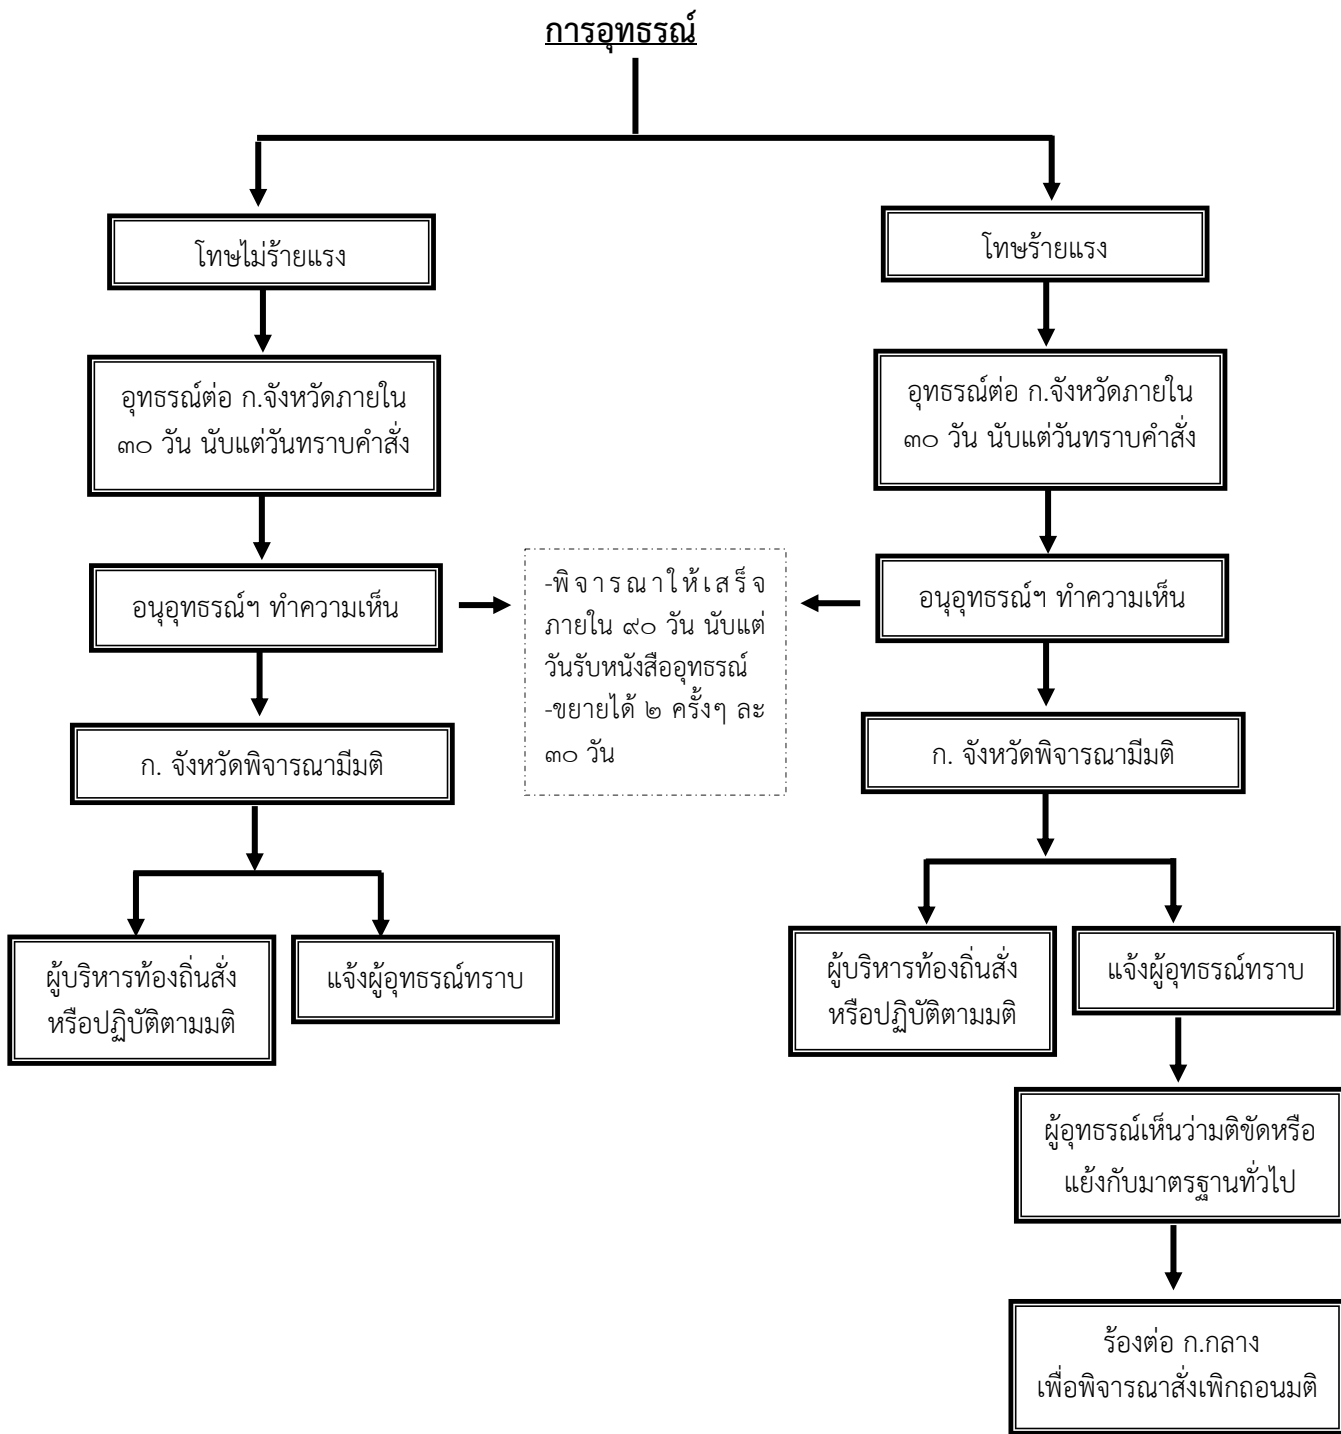 การอุทธรณ์
โทษไม่ร้ายแรง
อุทธรณ์ต่อ ก.จังหวัดภายใน
๓๐ วัน นับแต่วันทราบคำสั่ง
อนุอุทธรณ์ฯ ทำความเห็น
ก. จังหวัดพิจารณามีมติ
ผู้บริหารท้องถิ่นสั่ง
หรือปฏิบัติตามมติ
แจ้งผู้อุทธรณ์ทราบ
-พิจารณาให้เสร็จ
ภายใน ๙๐ วัน นับแต่
วันรับหนังสืออุทธรณ์
-ขยายได้ ๒ ครั้งๆ ละ
๓๐ วัน
โทษร้ายแรง
อุทธรณ์ต่อ ก.จังหวัดภายใน
๓๐ วัน นับแต่วันทราบคำสั่ง
อนุอุทธรณ์ฯ ทำความเห็น
ก. จังหวัดพิจารณามีมติ
ผู้บริหารท้องถิ่นสั่ง
หรือปฏิบัติตามมติ
แจ้งผู้อุทธรณ์ทราบ
ผู้อุทธรณ์เห็นว่ามติขัดหรือ
แย้งกับมาตรฐานทั่วไป
ร้องต่อ ก.กลาง
เพื่อพิจารณาสั่งเพิกถอนมติ